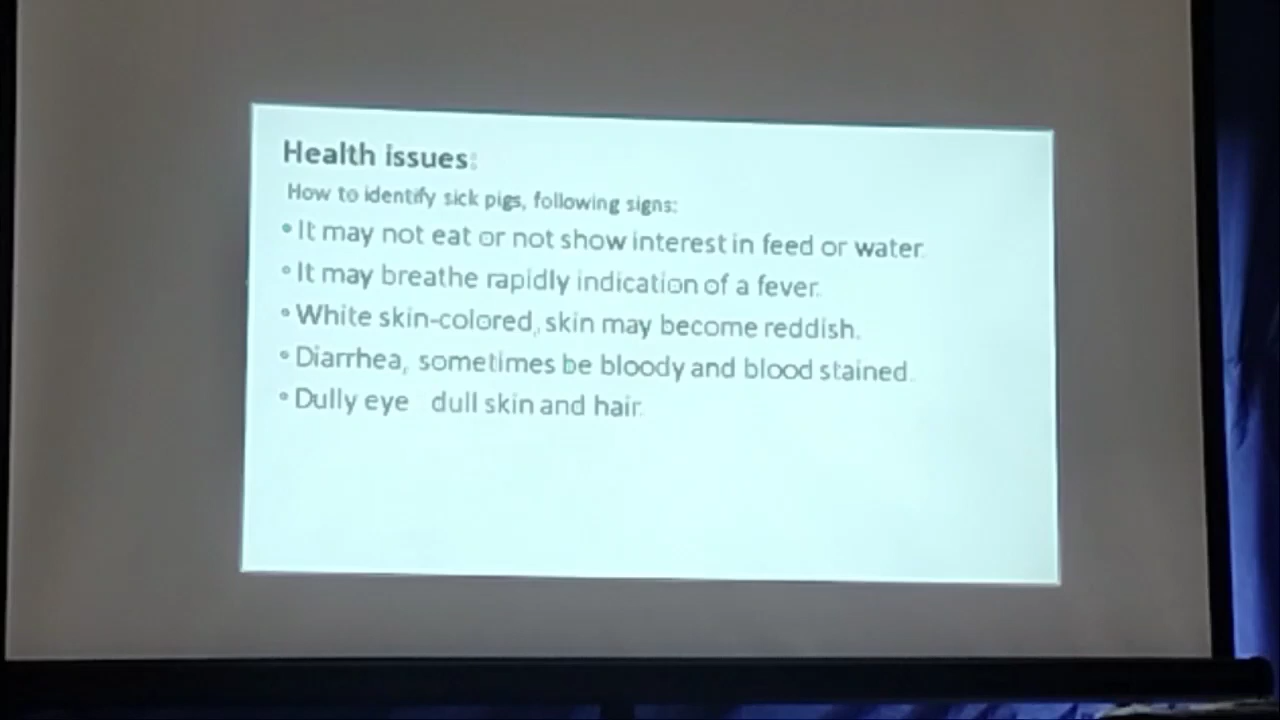 Health issues:
How to identify sick pigs, following signs:
• It may not eat or not show interest in feed or water.
• It may breathe rapidly indication of a fever.
• White skin-colored, skin may become reddish.
• Diarrhea, sometimes be bloody and blood stained.
• Dully eye dull skin and hair.